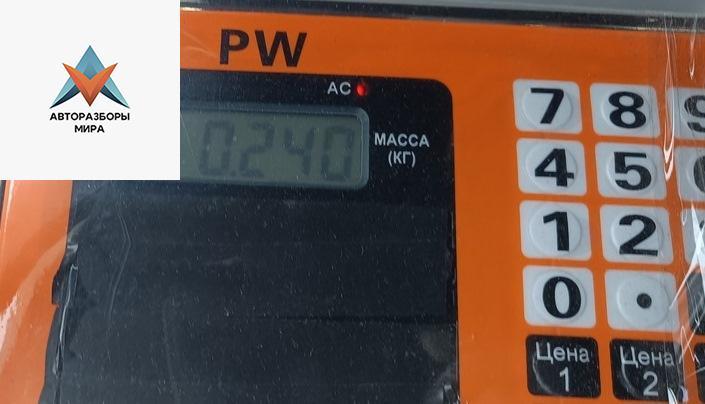 АВТОРАЗБОРЫ
МИРА
PW
AC
0.240
МАССА
(КГ)
7 8 9
4 5
1 2
0 .
Цена 1
Цена 2